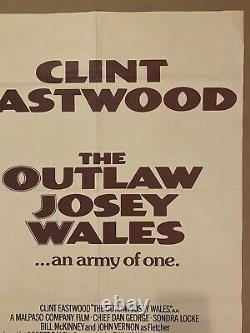 CLINT
EASTWOOD
THE
OUTLAW
JOSEY
WALES
...an army of one.
CLINT EASTWOOD "THE OUTLAW JOSEY WALES"
A MALPASO COMPANY FILM · CHIEF DAN GEORGE · SONDRA LOCKE
BILL McKINNEY and JOHN VERNON as Fletcher